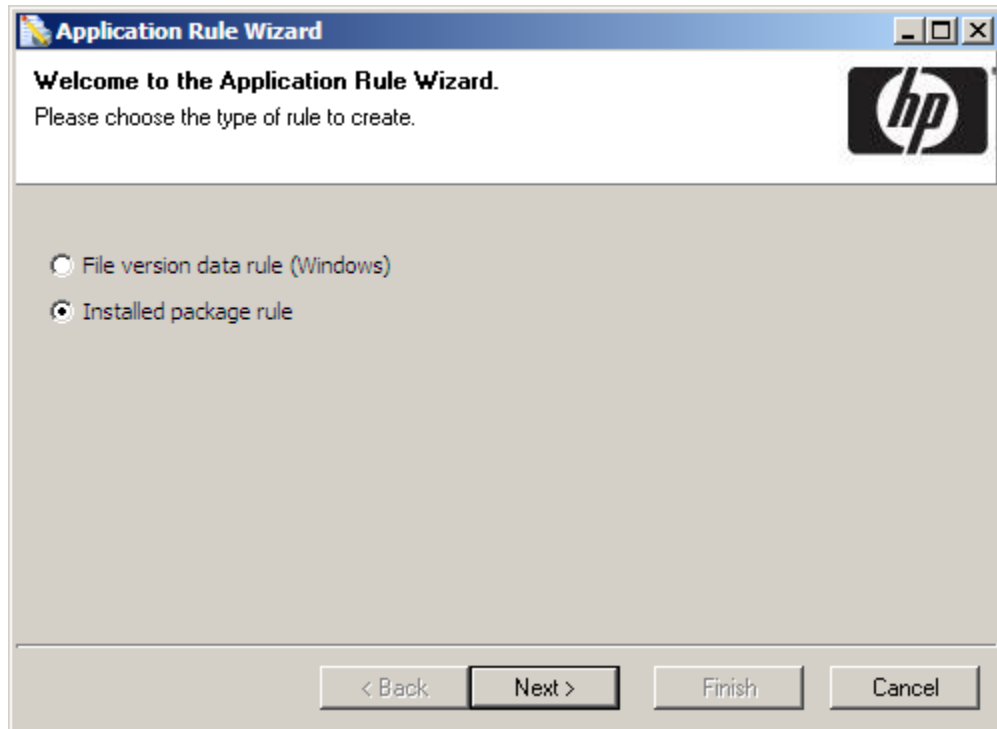 Application Rule Wizard
Welcome to the Application Rule Wizard.
Please choose the type of rule to create.
hp
File version data rule (Windows)
Installed package rule
< Back
Next >
Finish
Cancel